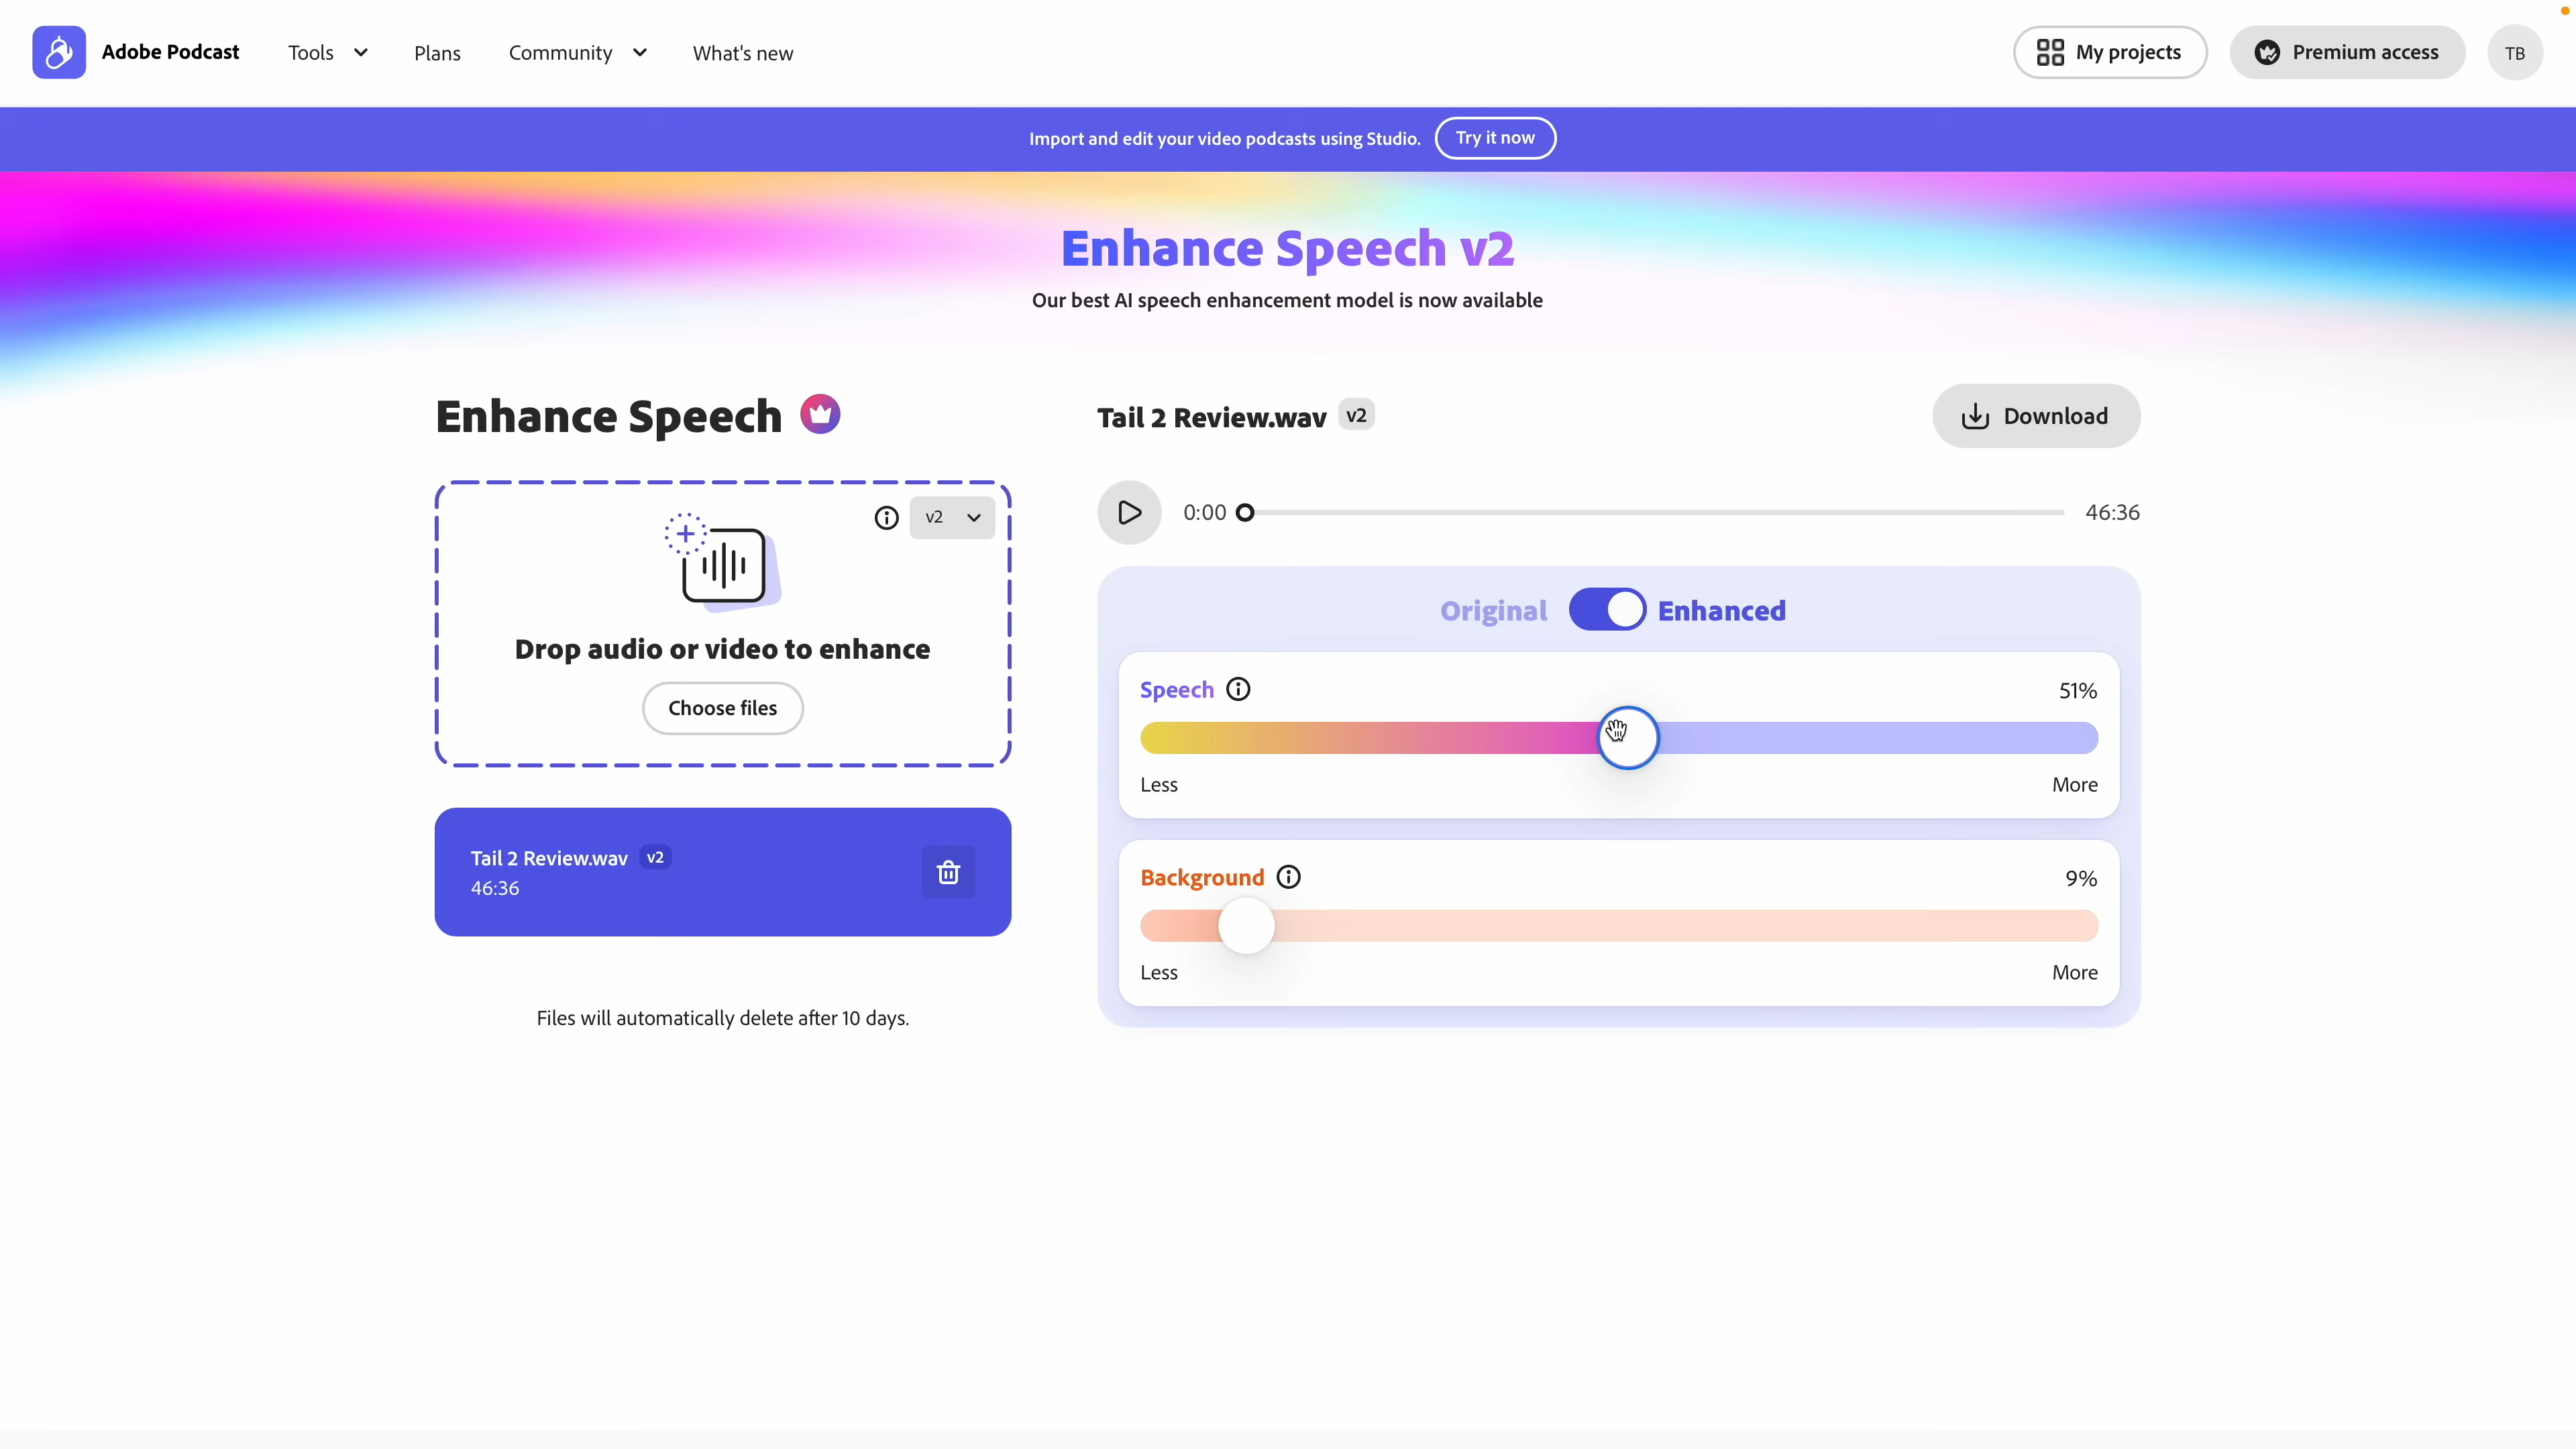 Adobe Podcast
Tools
Plans
Community
What's new
My projects
Premium access
TB
Import and edit your video podcasts using Studio.
Try it now
Enhance Speech v2
Our best AI speech enhancement model is now available
Enhance Speech
v2
Drop audio or video to enhance
Choose files
Tail 2 Review.wav v2
46:36
Files will automatically delete after 10 days.
Tail 2 Review.wav v2
Download
0:00
46:36
Original
Enhanced
Speech
51%
Less
More
Background
9%
Less
More